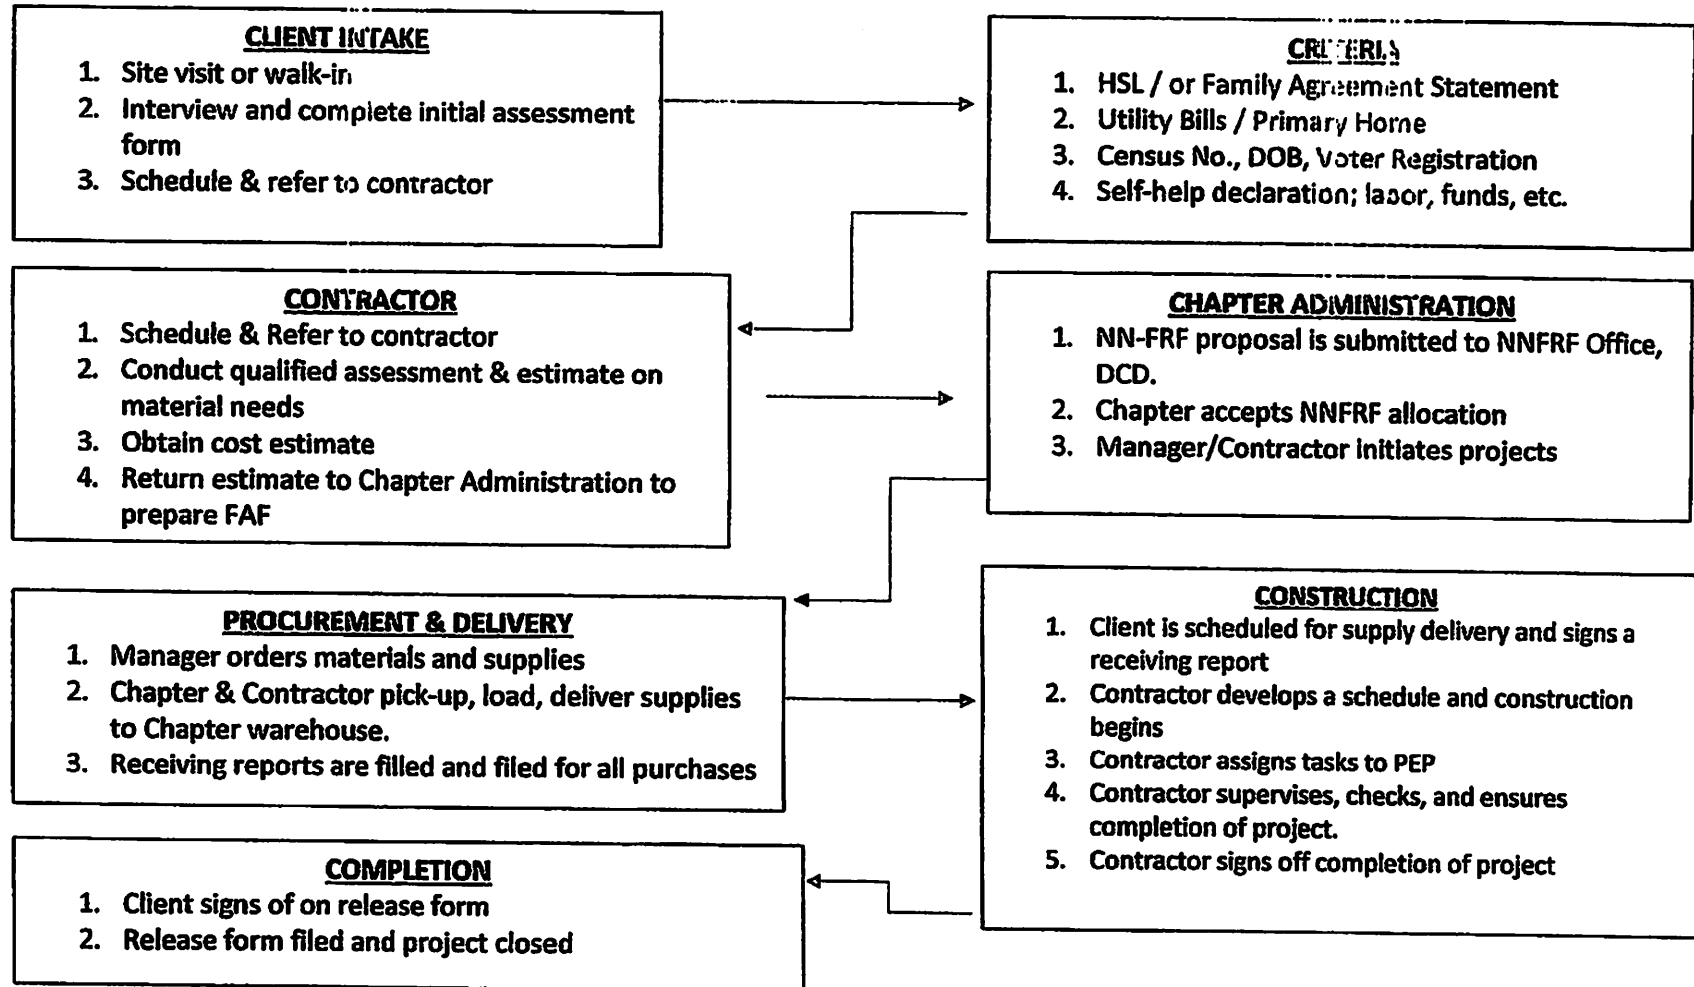 CLIENT INTAKE
1. Site visit or walk-in
2. Interview and complete initial assessment
form
3. Schedule & refer to contractor
CRITERIA
1. HSL / or Family Agreement Statement
2. Utility Bills / Primary Home
3. Census No., DOB, Voter Registration
4. Self-help declaration; labor, funds, etc.
CONTRACTOR
1. Schedule & Refer to contractor
2. Conduct qualified assessment & estimate on
material needs
3. Obtain cost estimate
4. Return estimate to Chapter Administration to
prepare FAF
CHAPTER ADMINISTRATION
1. NN-FRF proposal is submitted to NNFRF Office,
DCD.
2. Chapter accepts NNFRF allocation
3. Manager/Contractor initiates projects
PROCUREMENT & DELIVERY
1. Manager orders materials and supplies
2. Chapter & Contractor pick-up, load, deliver supplies
to Chapter warehouse.
3. Receiving reports are filled and filed for all purchases
CONSTRUCTION
1. Client is scheduled for supply delivery and signs a
receiving report
2. Contractor develops a schedule and construction
begins
3. Contractor assigns tasks to PEP
4. Contractor supervises, checks, and ensures
completion of project.
5. Contractor signs off completion of project
COMPLETION
1. Client signs of on release form
2. Release form filed and project closed